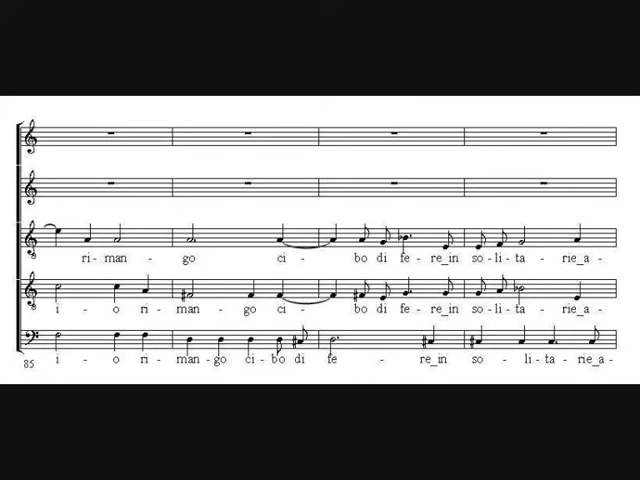 ri- man - go ci- bo di fe- re_in so - li - ta- rie_a-
i - o ri- man- go ci - bo di fe - re_in so - li - ta- rie_a-
i - o ri- man- go ci- bo di fe - re_in so - li- ta- rie_a-
85